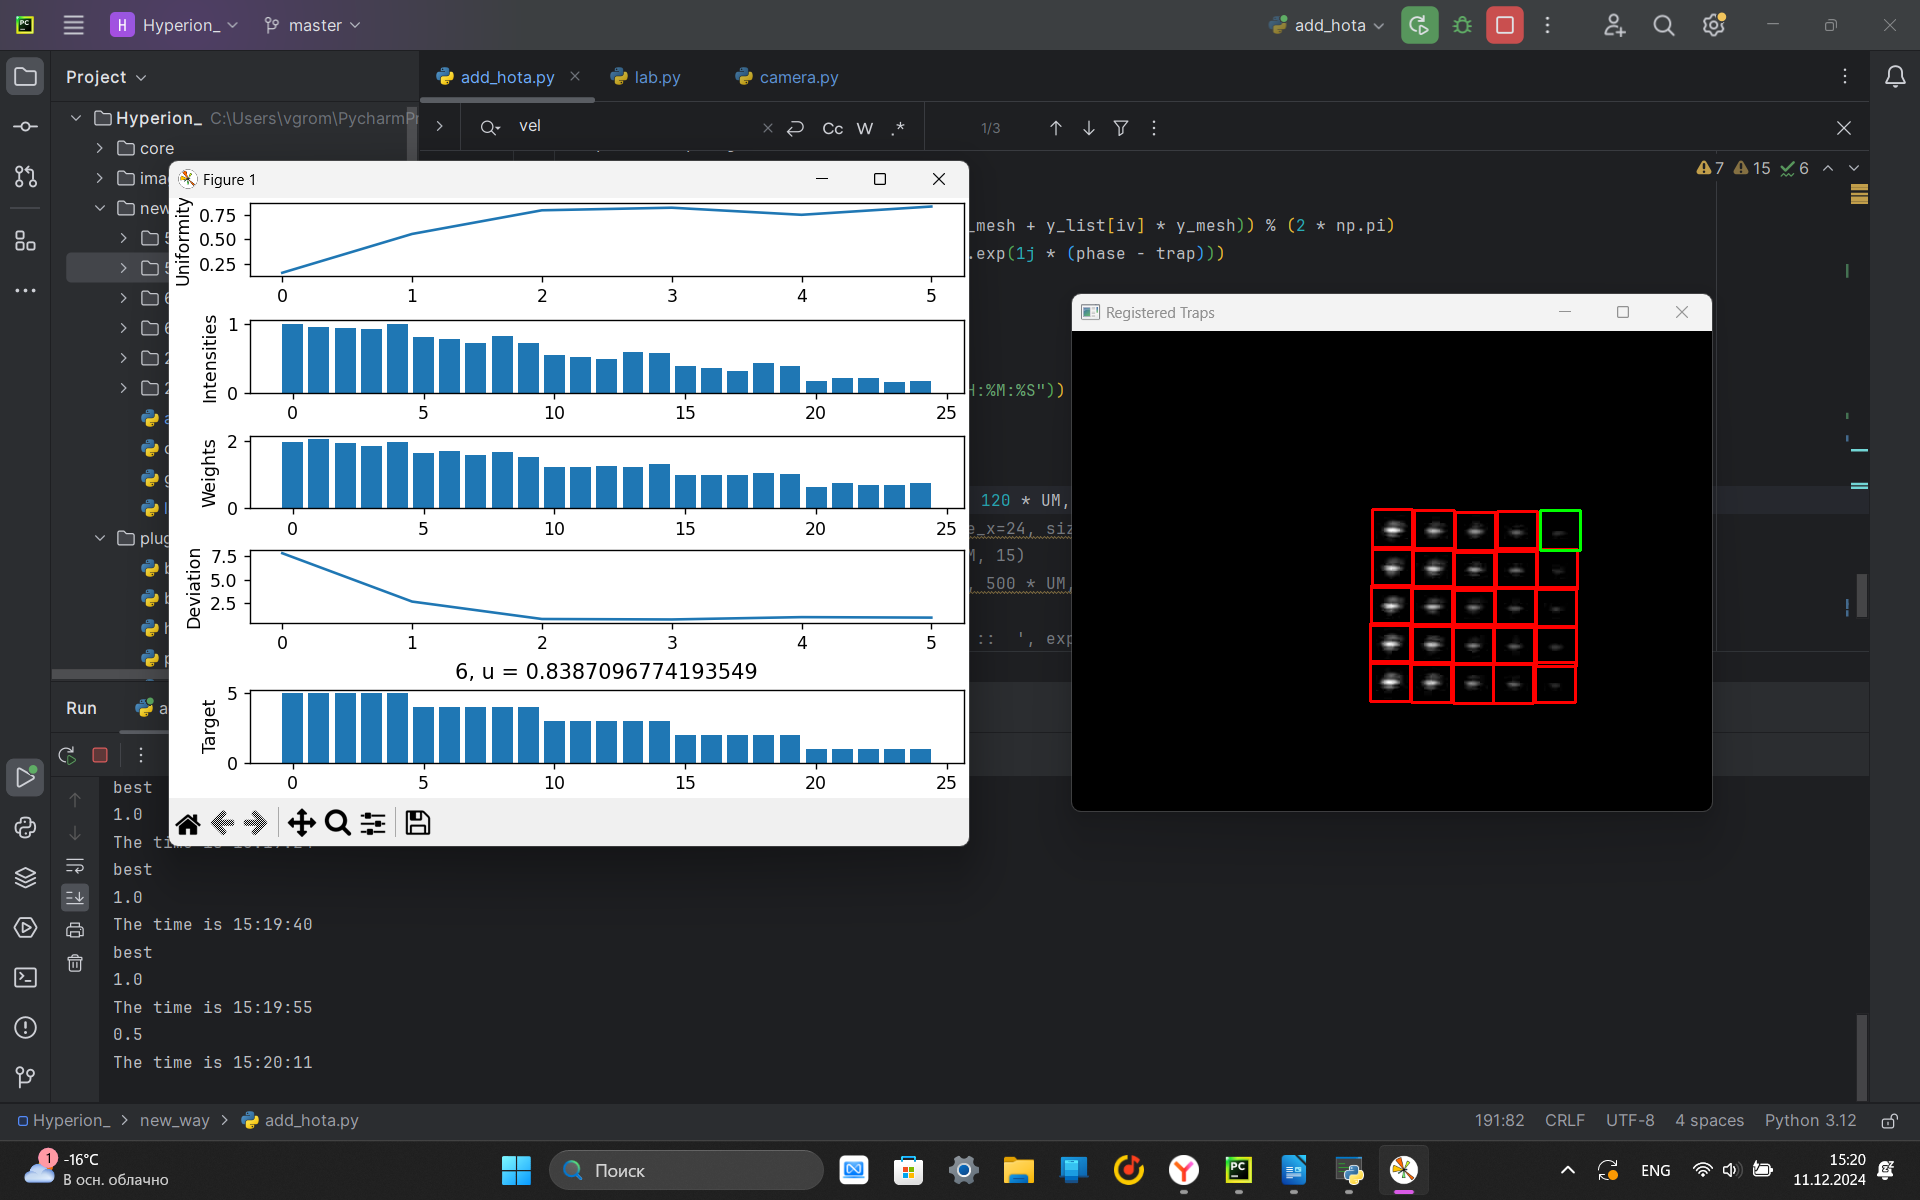 H Hyperion_ master add_hota
Project add_hota.py lab.py camera.py
Hyperion_ C:\Users\vgrom\PycharmPr
vel Cc W .* 1/3
core
7 15 6
ima
new
Figure 1
Uniformity
0.75
0.50
0.25
0 1 2 3 4 5
Intensities
1
0
0 5 10 15 20 25
Weights
2
0
0 5 10 15 20 25
Deviation
7.5
5.0
2.5
0 1 2 3 4 5
6, u = 0.8387096774193549
Target
5
0
0 5 10 15 20 25
_mesh + y_list[iv] * y_mesh)) % (2 * np.pi)
.exp(1j * (phase - trap)))
H:%M:%S"))
120 * UM,
e_x=24, siz
M, 15)
, 500 * UM,
:: ', exp
Registered Traps
plug
Run
best
1.0
The time is
best
1.0
The time is 15:19:40
best
1.0
The time is 15:19:55
0.5
The time is 15:20:11
Hyperion_ > new_way > add_hota.py 191:82 CRLF UTF-8 4 spaces Python 3.12
1 -16°C
В осн. облачно
Поиск
PC
ENG
15:20
11.12.2024